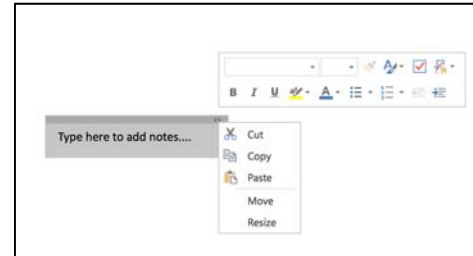 B I U
Type here to add notes....
Cut
Copy
Paste
Move
Resize